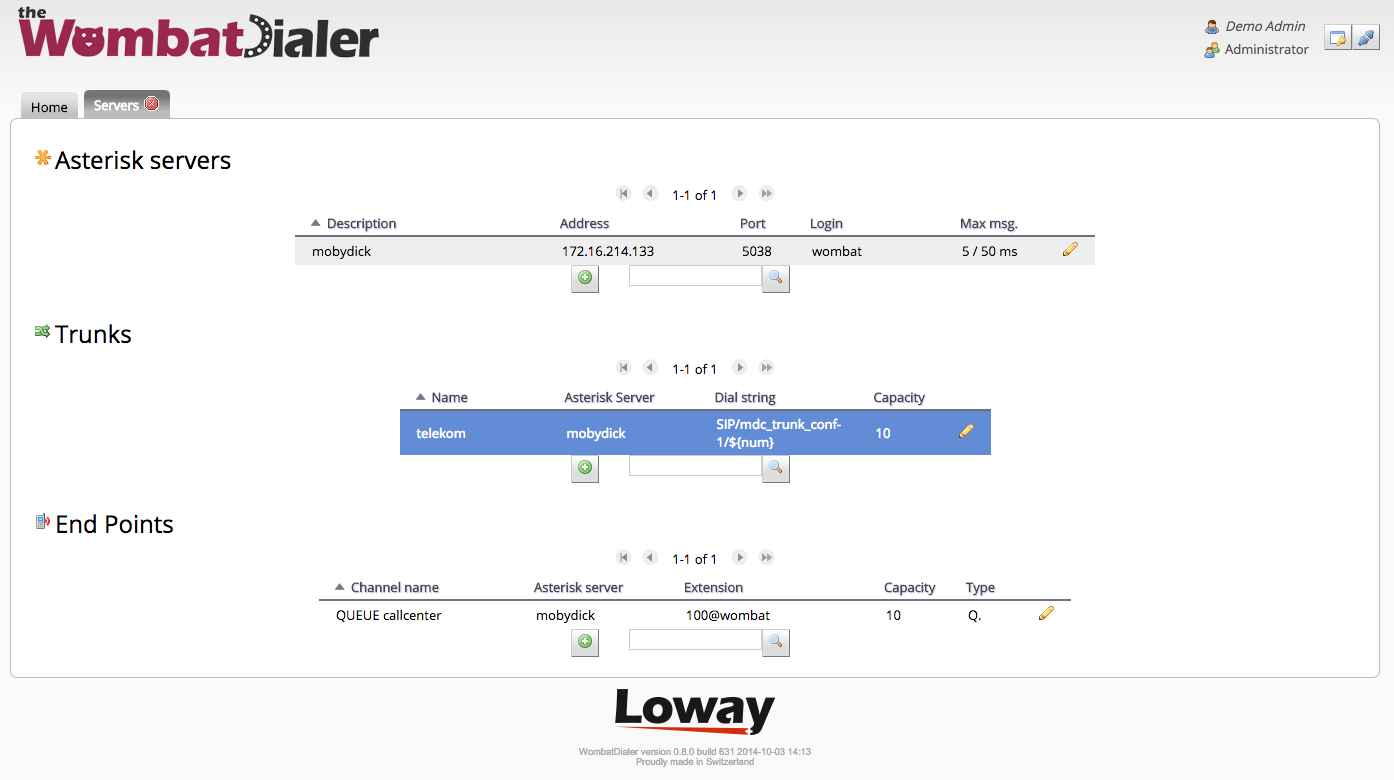 the
WombatDialer
Demo Admin
Administrator
Home
Servers
Asterisk servers
1-1 of 1
Description Address Port Login Max msg.
mobydick 172.16.214.133 5038 wombat 5 / 50 ms
Trunks
1-1 of 1
Name Asterisk Server Dial string Capacity
telekom mobydick SIP/mdc_trunk_conf-
1/${num} 10
End Points
1-1 of 1
Channel name Asterisk server Extension Capacity Type
QUEUE callcenter mobydick 100@wombat 10 Q.
Loway
WombatDialer version 0.8.0 build 631 2014-10-03 14:13
Proudly made in Switzerland